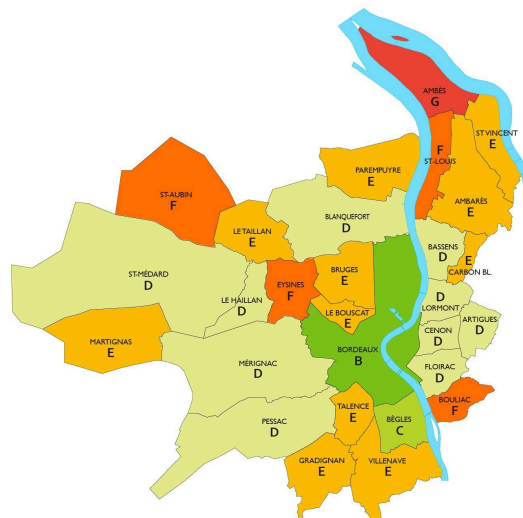 AMBÈS
G
ST VINCENT
E
F
ST-LOUIS
PAREMPUYRE
E
AMBARÈS
E
ST-AUBIN
F
BLANQUEFORT
D
LE TAILLAN
E
BASSENS
D
E
CARBON BL.
ST-MÉDARD
D
BRUGES
E
EYSINES
F
LE HAILLAN
D
D
LORMONT
LE BOUSCAT
E
ARTIGUES
D
CENON
D
MARTIGNAS
E
BORDEAUX
B
MÉRIGNAC
D
FLOIRAC
D
BOULIAC
F
TALENCE
E
PESSAC
D
BÈGLES
C
GRADIGNAN
E
VILLENAVE
E